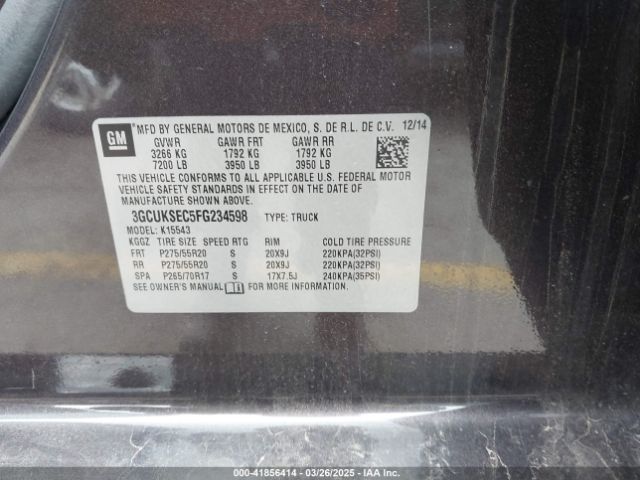 GM
MFD BY GENERAL MOTORS DE MEXICO, S. DE R.L. DE C.V. 12/14
GVWR GAWR FRT GAWR RR
3266 KG 1792 KG 1792 KG
7200 LB 3950 LB 3950 LB
THIS VEHICLE CONFORMS TO ALL APPLICABLE U.S. FEDERAL MOTOR
VEHICLE SAFETY STANDARDS IN EFFECT ON THE DATE OF
MANUFACTURE SHOWN ABOVE.
3GCUKSEC5FG234598 TYPE: TRUCK
MODEL: K15543
KGGZ TIRE SIZE SPEED RTG RIM COLD TIRE PRESSURE
FRT P275/55R20 S 20X9J 220KPA(32PSI)
RR P275/55R20 S 20X9J 220KPA(32PSI)
SPA P265/70R17 S 17X7.5J 240KPA(35PSI)
SEE OWNER'S MANUAL FOR MORE INFORMATION.
000-41856414 | 03/26/2025 | IAA Inc.